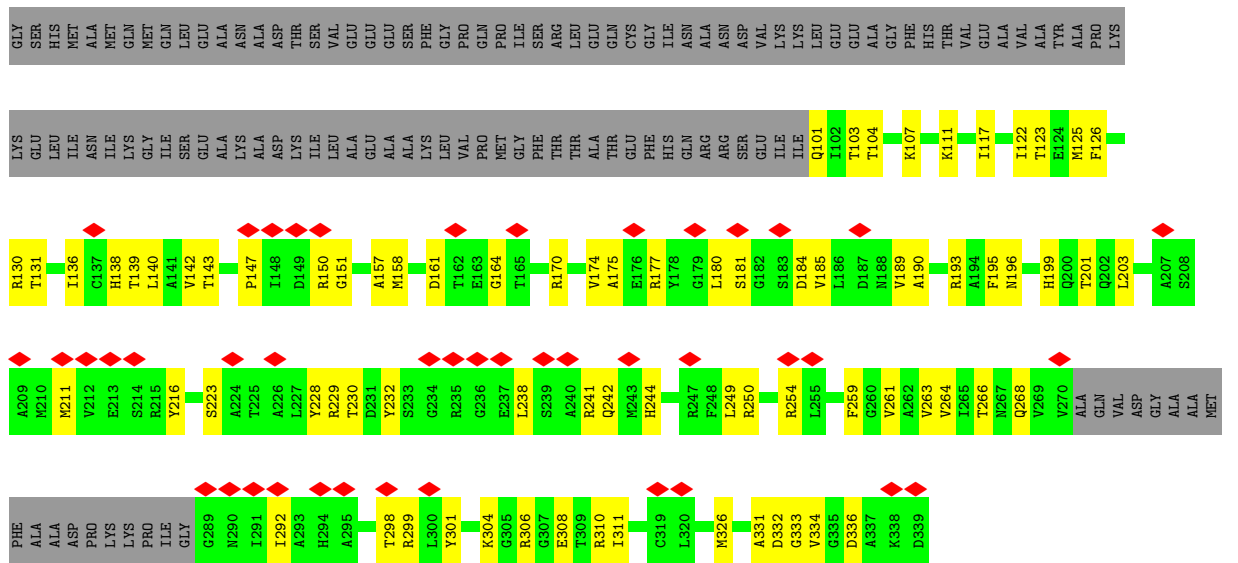 GLY SER HIS MET ALA MET GLN MET GLN LEU GLU ALA ASN ALA ASP THR SER VAL GLU GLU GLU SER PHE GLY PRO GLN PRO ILE SER ARG LEU GLU GLN CYS GLY ILE ASN ALA ASN ASP VAL LYS LYS LEU GLU GLU ALA GLY PHE HIS THR VAL GLU ALA VAL ALA TYR ALA PRO LYS
LYS GLU LEU ILE ASN ILE LYS GLY ILE SER GLU ALA LYS ALA ASP LYS ILE LEU ALA GLU ALA ALA LYS LEU VAL PRO MET GLY PHE THR THR ALA THR GLU PHE HIS GLN ARG ARG SER GLU ILE ILE Q101 I102 T103 T104 K107 K111 I117 I122 T123 E124 M125 F126
R130 T131 I136 C137 H138 T139 L140 A141 V142 T143 P147 I148 D149 R150 G151 A157 M158 D161 T162 E163 G164 T165 R170 V174 A175 E176 R177 Y178 G179 L180 S181 G182 S183 D184 V185 L186 D187 N188 V189 A190 R193 A194 F195 N196 H199 Q200 T201 Q202 L203 A207 S208
A209 M210 M211 V212 E213 S214 R215 Y216 S223 A224 T225 A226 L227 Y228 R229 T230 D231 Y232 S233 G234 R235 G236 E237 L238 S239 A240 R241 Q242 M243 H244 R247 F248 L249 R250 R254 L255 F259 G260 V261 A262 V263 V264 I265 T266 N267 Q268 V269 V270 ALA GLN VAL ASP GLY ALA ALA MET
PHE ALA ALA ASP PRO LYS LYS PRO ILE GLY G289 N290 I291 I292 A293 H294 A295 T298 R299 L300 Y301 K304 G305 R306 G307 E308 T309 R310 I311 C319 L320 M326 A331 D332 G333 V334 G335 D336 A337 K338 D339